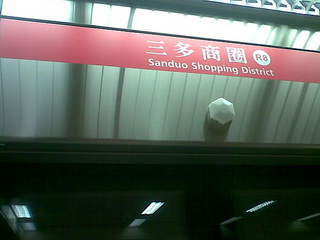 三多商圈 R8
Sanduo Shopping District